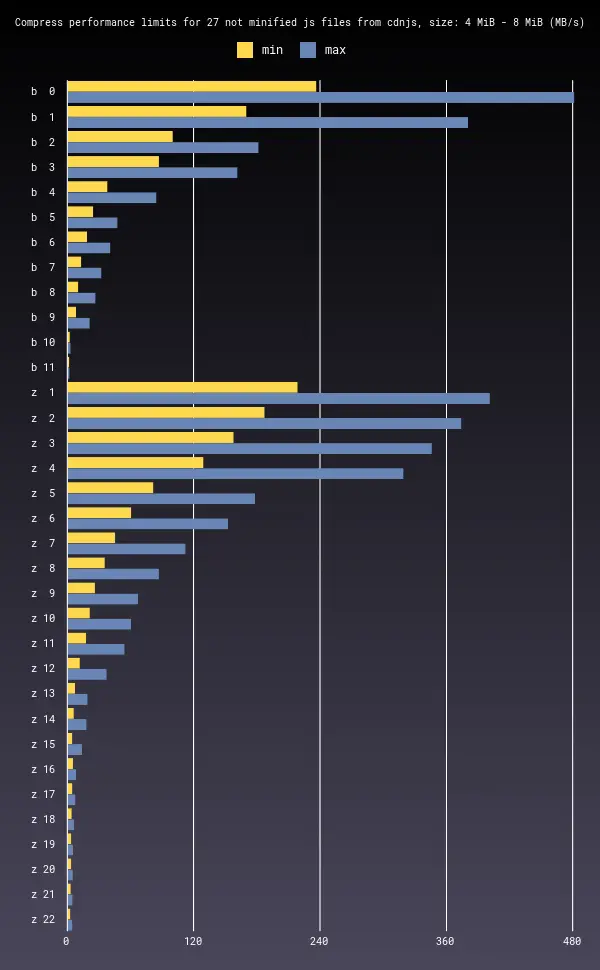 Compress performance limits for 27 not minified js files from cdnjs, size: 4 MiB - 8 MiB (MB/s)
min max
b 0
b 1
b 2
b 3
b 4
b 5
b 6
b 7
b 8
b 9
b 10
b 11
z 1
z 2
z 3
z 4
z 5
z 6
z 7
z 8
z 9
z 10
z 11
z 12
z 13
z 14
z 15
z 16
z 17
z 18
z 19
z 20
z 21
z 22
0 120 240 360 480